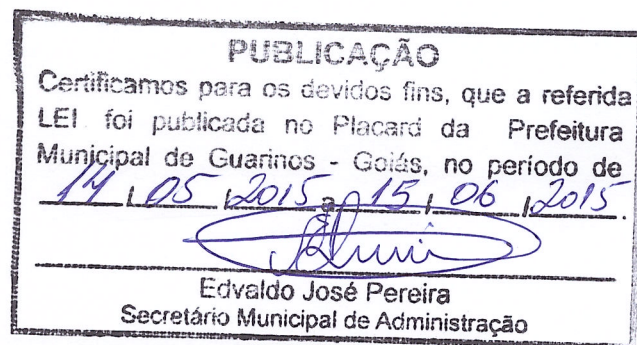 PUBLICAÇÃO
Certificamos para os devidos fins, que a referida
LEI foi publicada no Placard da Prefeitura
Municipal de Guarinos - Goiás, no período de
14 / 05 / 2015 a 15 / 06 / 2015.
Edvaldo José Pereira
Secretário Municipal de Administração